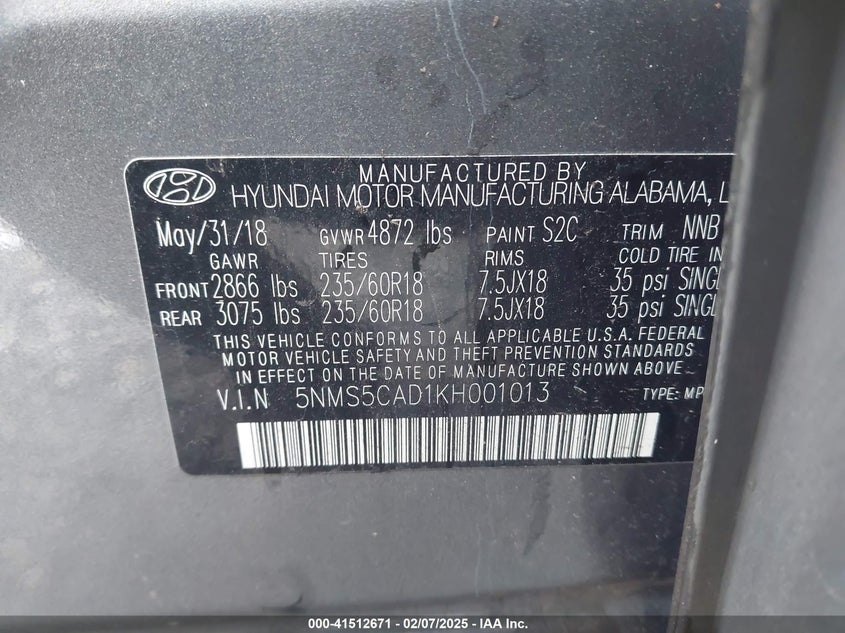 MANUFACTURED BY
HYUNDAI MOTOR MANUFACTURING ALABAMA, L
May/31/18 GVWR 4872 lbs PAINT S2C TRIM NNB
GAWR TIRES RIMS COLD TIRE IN
FRONT 2866 lbs 235/60R18 7.5JX18 35 psi SINGL
REAR 3075 lbs 235/60R18 7.5JX18 35 psi SINGL
THIS VEHICLE CONFORMS TO ALL APPLICABLE U.S.A. FEDERAL
MOTOR VEHICLE SAFETY AND THEFT PREVENTION STANDARDS
IN EFFECT ON THE DATE OF MANUFACTURE SHOWN ABOVE.
V.I.N 5NMS5CAD1KH001013 TYPE: MP
000-41512671 - 02/07/2025 - IAA Inc.